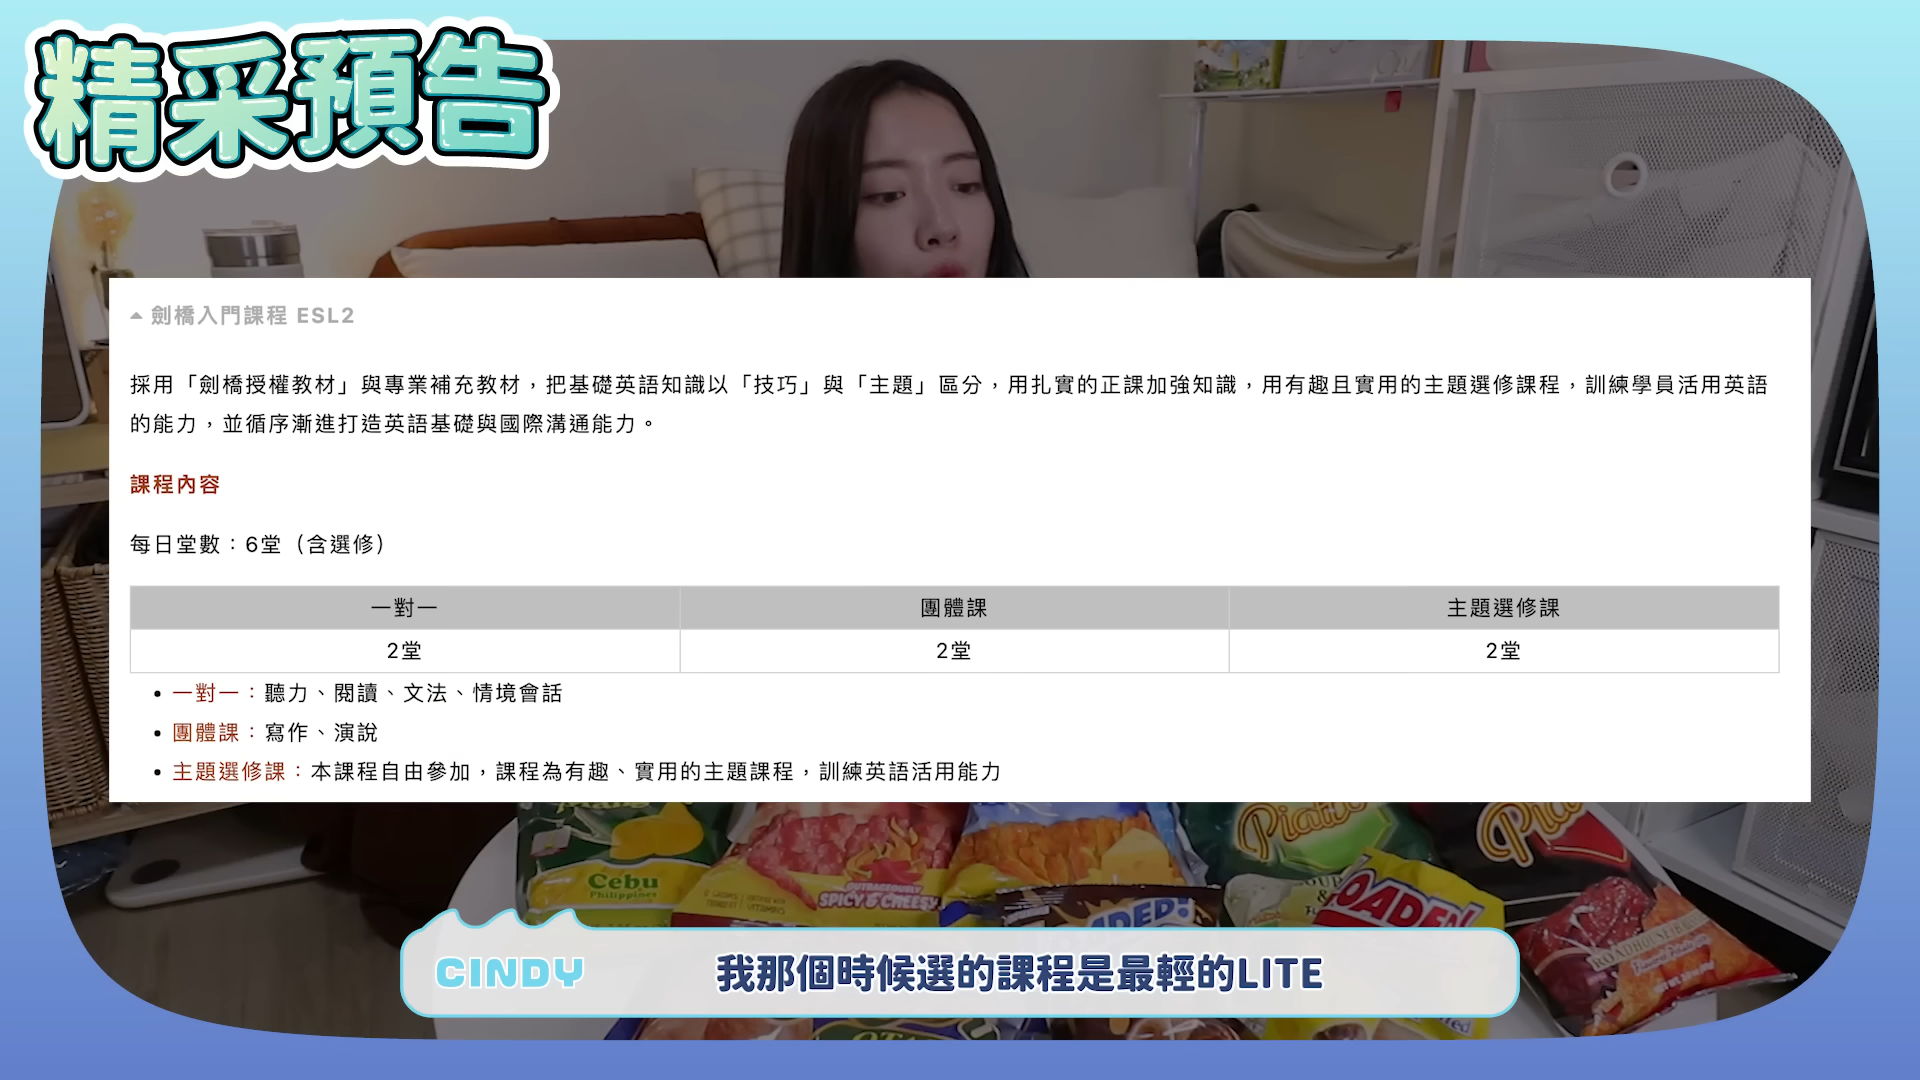 精采預告
劍橋入門課程 ESL2
採用「劍橋授權教材」與專業補充教材，把基礎英語知識以「技巧」與「主題」區分，用扎實的正課加強知識，用有趣且實用的主題選修課程，訓練學員活用英語
的能力，並循序漸進打造英語基礎與國際溝通能力。
課程內容
每日堂數：6堂（含選修）
一對一 團體課 主題選修課
2堂 2堂 2堂
• 一對一：聽力、閱讀、文法、情境會話
• 團體課：寫作、演說
• 主題選修課：本課程自由參加，課程為有趣、實用的主題課程，訓練英語活用能力
Cebu
Philippines
OUTRAGEOUSLY
SPICY & CHEESY
LOADED
ROADHOUSE
CINDY 我那個時候選的課程是最輕的LITE